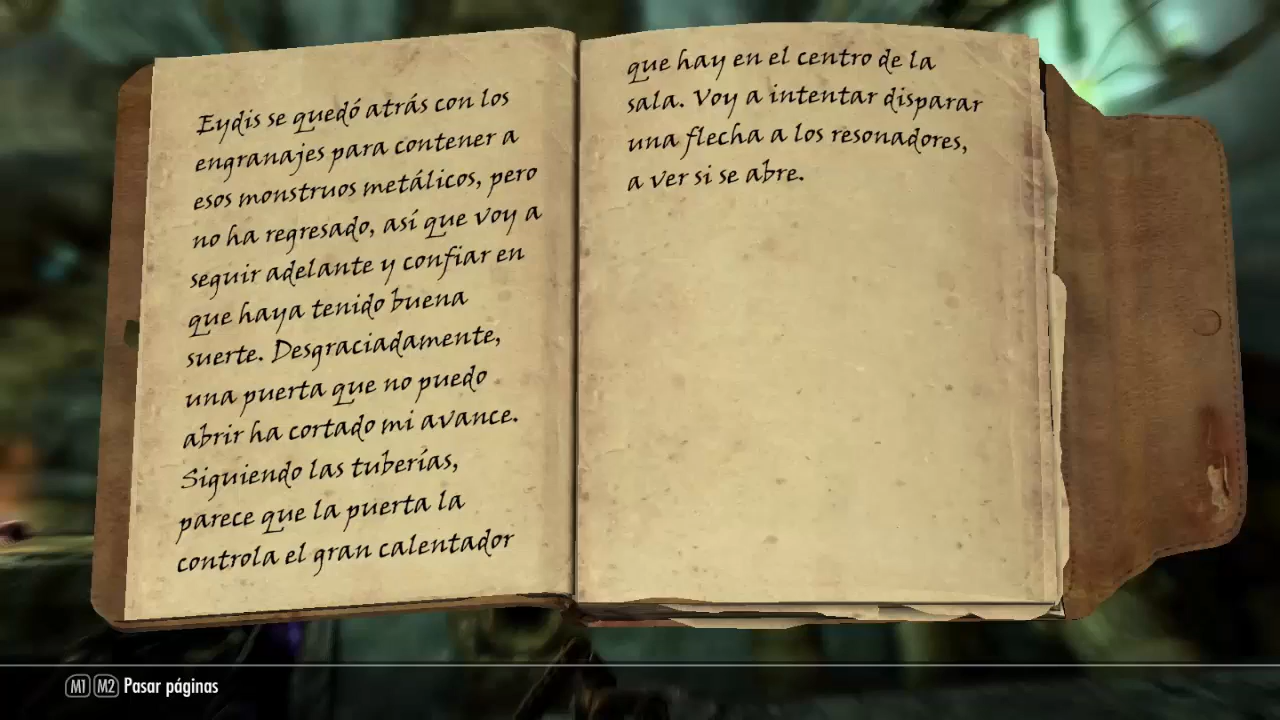 Eydis se quedó atrás con los
engranajes para contener a
esos monstruos metálicos, pero
no ha regresado, así que voy a
seguir adelante y confiar en
que haya tenido buena
suerte. Desgraciadamente,
una puerta que no puedo
abrir ha cortado mi avance.
Siguiendo las tuberías,
parece que la puerta la
controla el gran calentador
que hay en el centro de la
sala. Voy a intentar disparar
una flecha a los resonadores,
a ver si se abre.
M1 M2 Pasar páginas